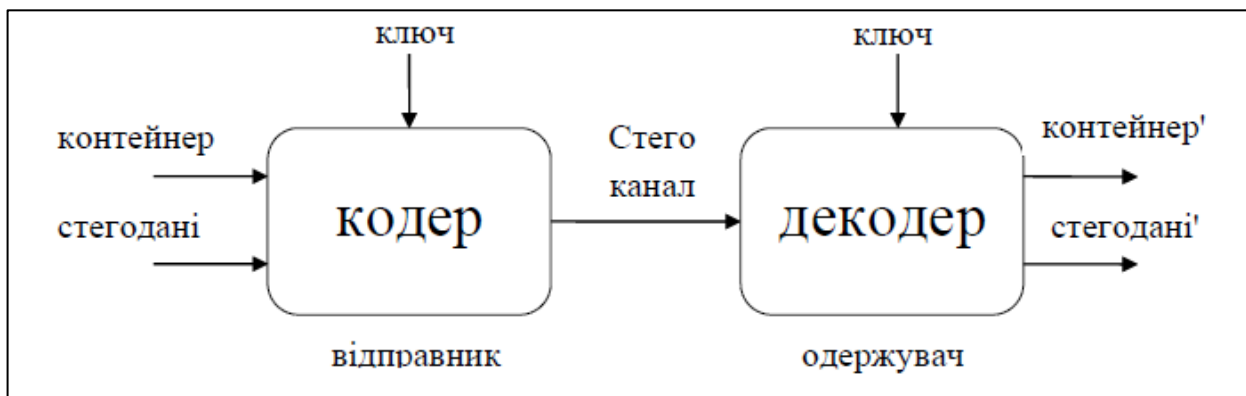 ключ
ключ
контейнер
Стего
контейнер'
канал
стегодані
кодер
декодер
стегодані'
відправник
одержувач